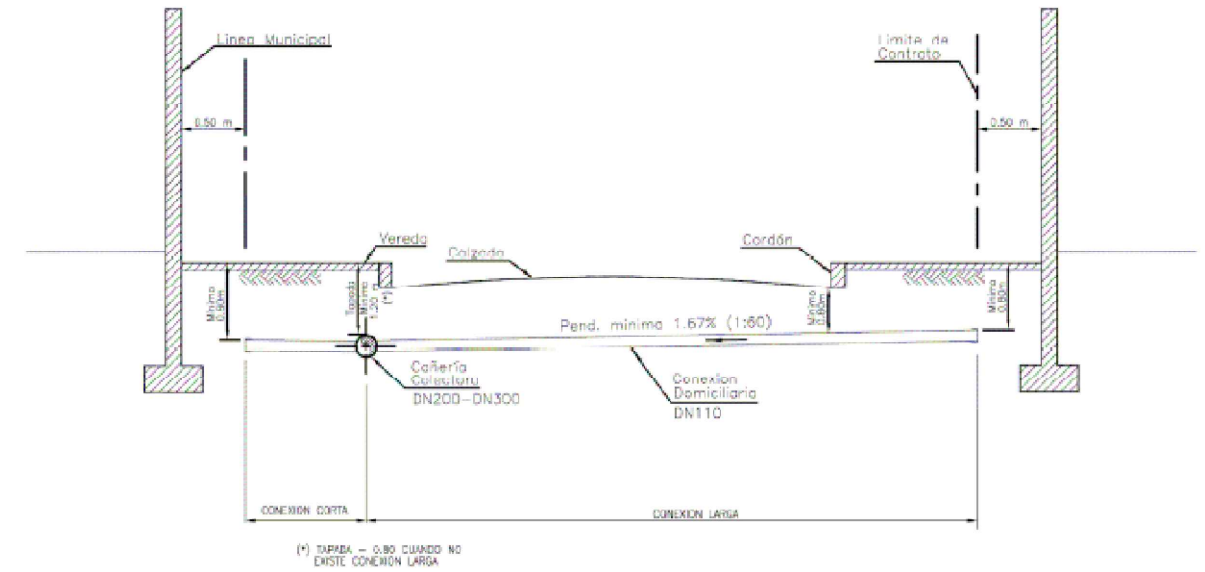 Linea Municipal
Limite de
Contrato
0.50 m
0.50 m
Vereda
Calzada
Cordón
Minimo
0.80m
Tapada
Minima
1.20 m
(*)
Minimo
0.80m
Minimo
0.80m
Pend. minima 1.67% (1:60)
Cañería
Colectora
DN200-DN300
Conexion
Domiciliaria
DN110
CONEXION CORTA
CONEXION LARGA
(*) TAPADA - 0.80 CUANDO NO
EXISTE CONEXION LARGA